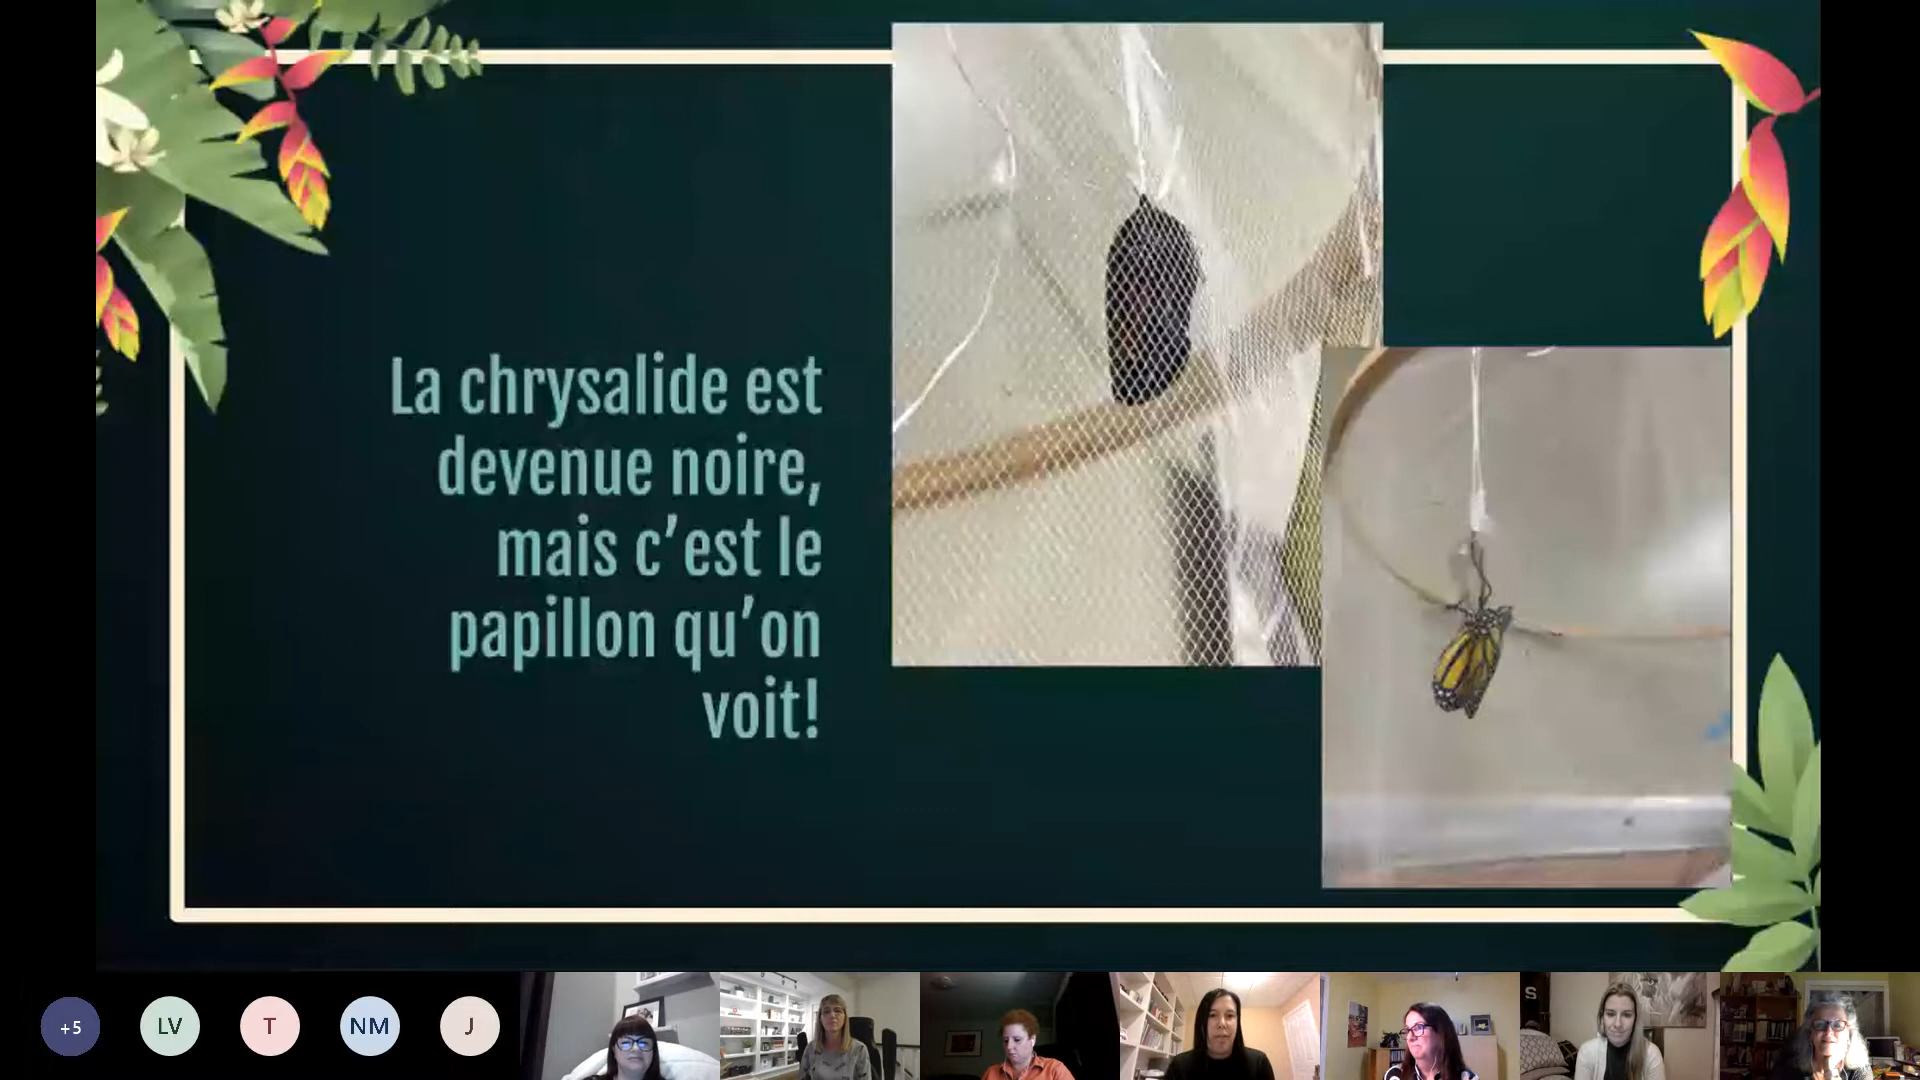 La chrysalide est
devenue noire,
mais c’est le
papillon qu’on
voit!
+5
LV
T
NM
J
S